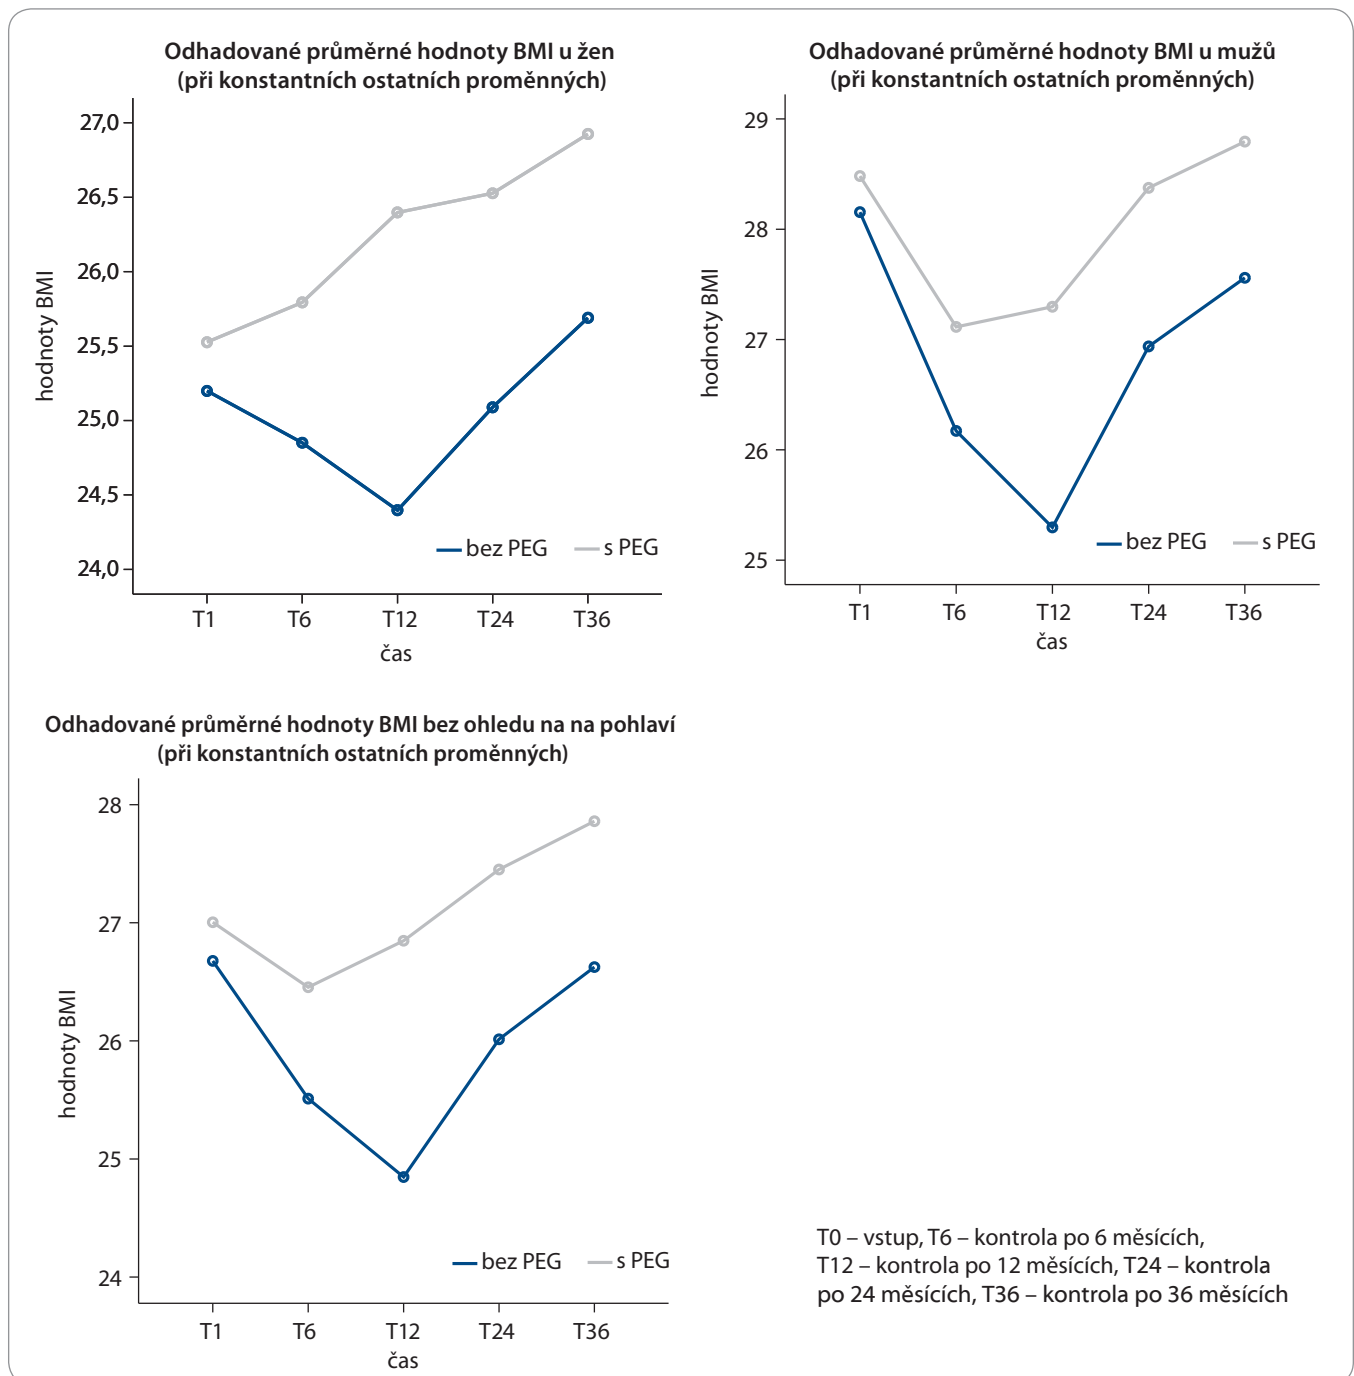 Odhadované průměrné hodnoty BMI u žen
(při konstantních ostatních proměnných)
27,0
26,5
26,0
25,5
25,0
24,5
24,0
hodnoty BMI
bez PEG s PEG
T1 T6 T12 T24 T36
čas
Odhadované průměrné hodnoty BMI u mužů
(při konstantních ostatních proměnných)
29
28
27
26
25
hodnoty BMI
bez PEG s PEG
T1 T6 T12 T24 T36
čas
Odhadované průměrné hodnoty BMI bez ohledu na na pohlaví
(při konstantních ostatních proměnných)
28
27
26
25
24
hodnoty BMI
bez PEG s PEG
T1 T6 T12 T24 T36
čas
T0 – vstup, T6 – kontrola po 6 měsících,
T12 – kontrola po 12 měsících, T24 – kontrola
po 24 měsících, T36 – kontrola po 36 měsících